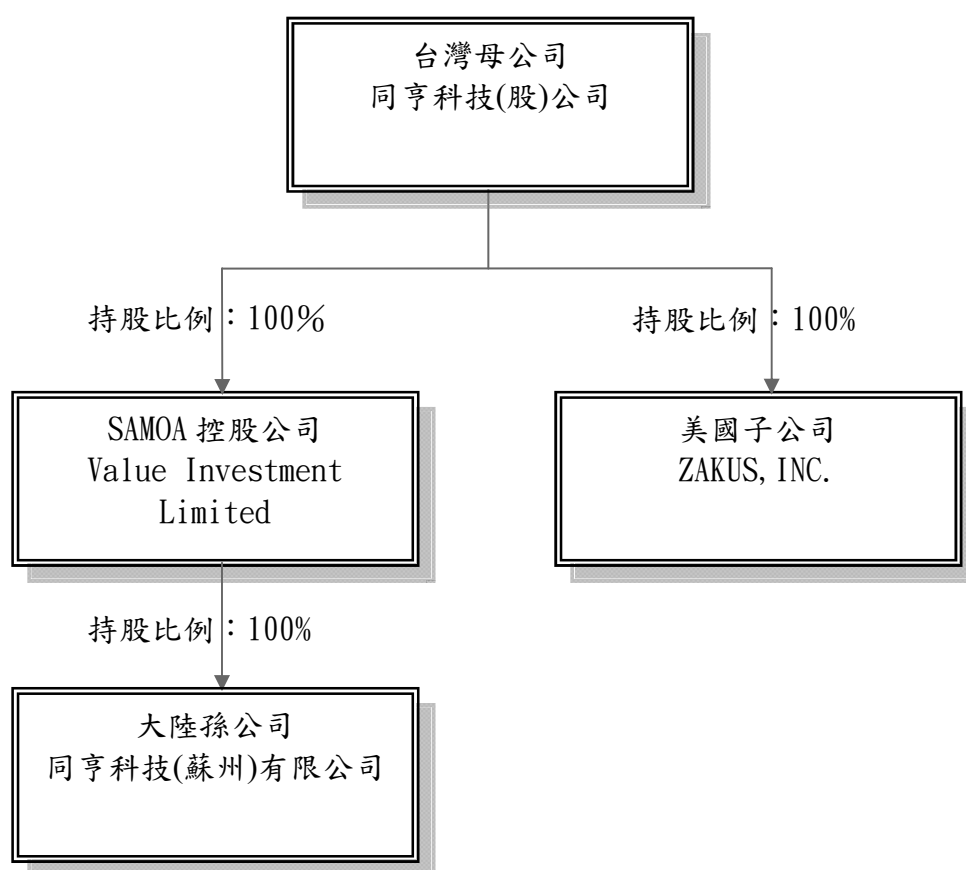 台灣母公司
同亨科技(股)公司
持股比例：100％
持股比例：100%
SAMOA 控股公司
Value Investment
Limited
美國子公司
ZAKUS, INC.
持股比例：100%
大陸孫公司
同亨科技(蘇州)有限公司